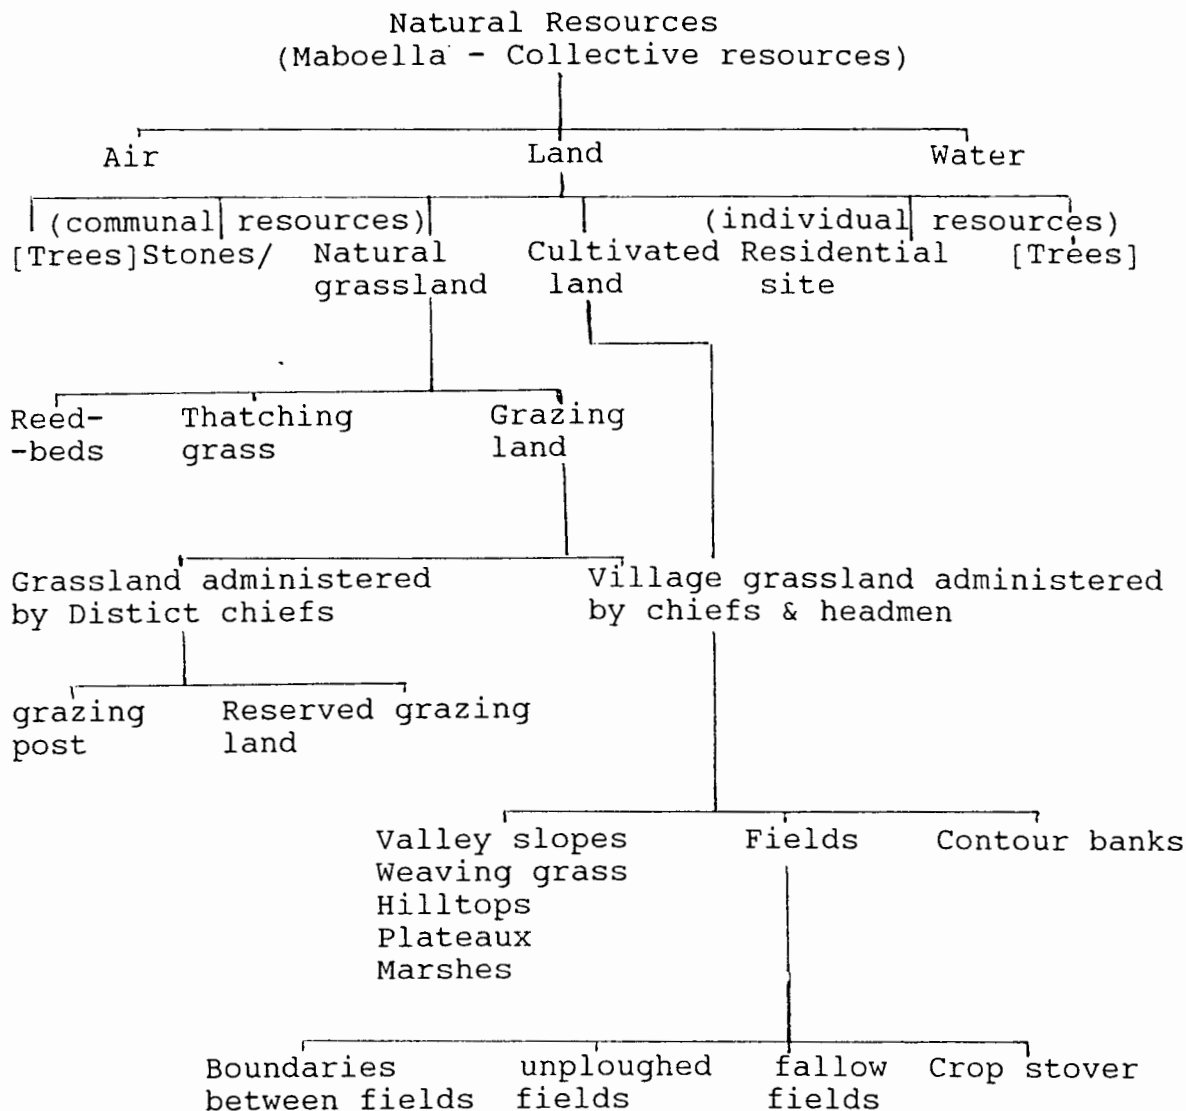 Natural Resources
(Maboella - Collective resources)
Air Land Water
(communal resources) (individual resources)
[Trees]Stones/ Natural Cultivated Residential [Trees]
grassland land site
Reed- Thatching Grazing
-beds grass land
Grassland administered Village grassland administered
by Distict chiefs by chiefs & headmen
grazing Reserved grazing
post land
Valley slopes Fields Contour banks
Weaving grass
Hilltops
Plateaux
Marshes
Boundaries unploughed fallow Crop stover
between fields fields fields